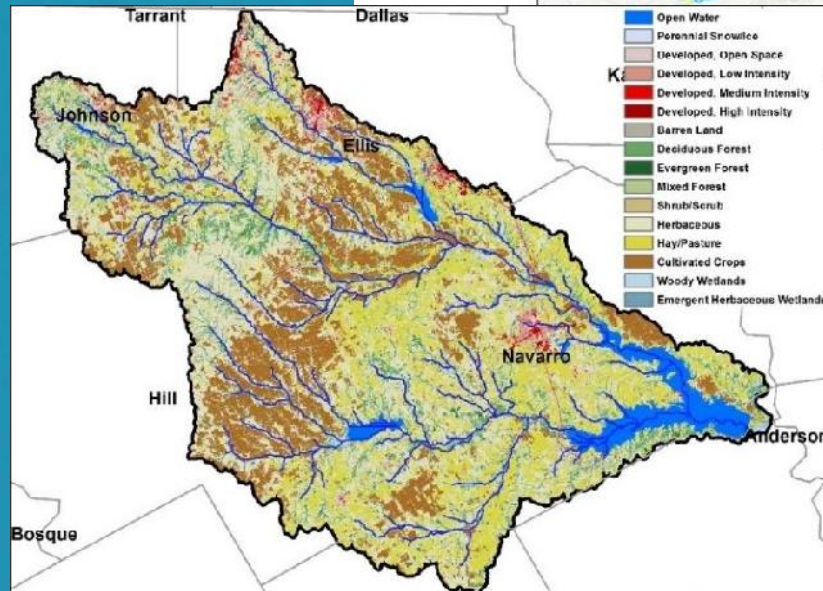 Tarrant
Dallas
Johnson
Ellis
Navarro
Hill
Anderson
Bosque
Open Water
Perennial Snow/Ice
Developed, Open Space
Developed, Low Intensity
Developed, Medium Intensity
Developed, High Intensity
Barren Land
Deciduous Forest
Evergreen Forest
Mixed Forest
Shrub/Scrub
Herbaceous
Hay/Pasture
Cultivated Crops
Woody Wetlands
Emergent Herbaceous Wetlands